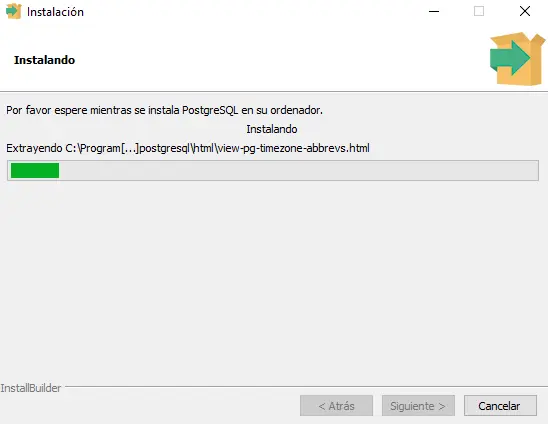 Instalación
Instalando
Por favor espere mientras se instala PostgreSQL en su ordenador.
Instalando
Extrayendo C:\Program[...]postgresql\html\view-pg-timezone-abbrevs.html
InstallBuilder
< Atrás
Siguiente >
Cancelar